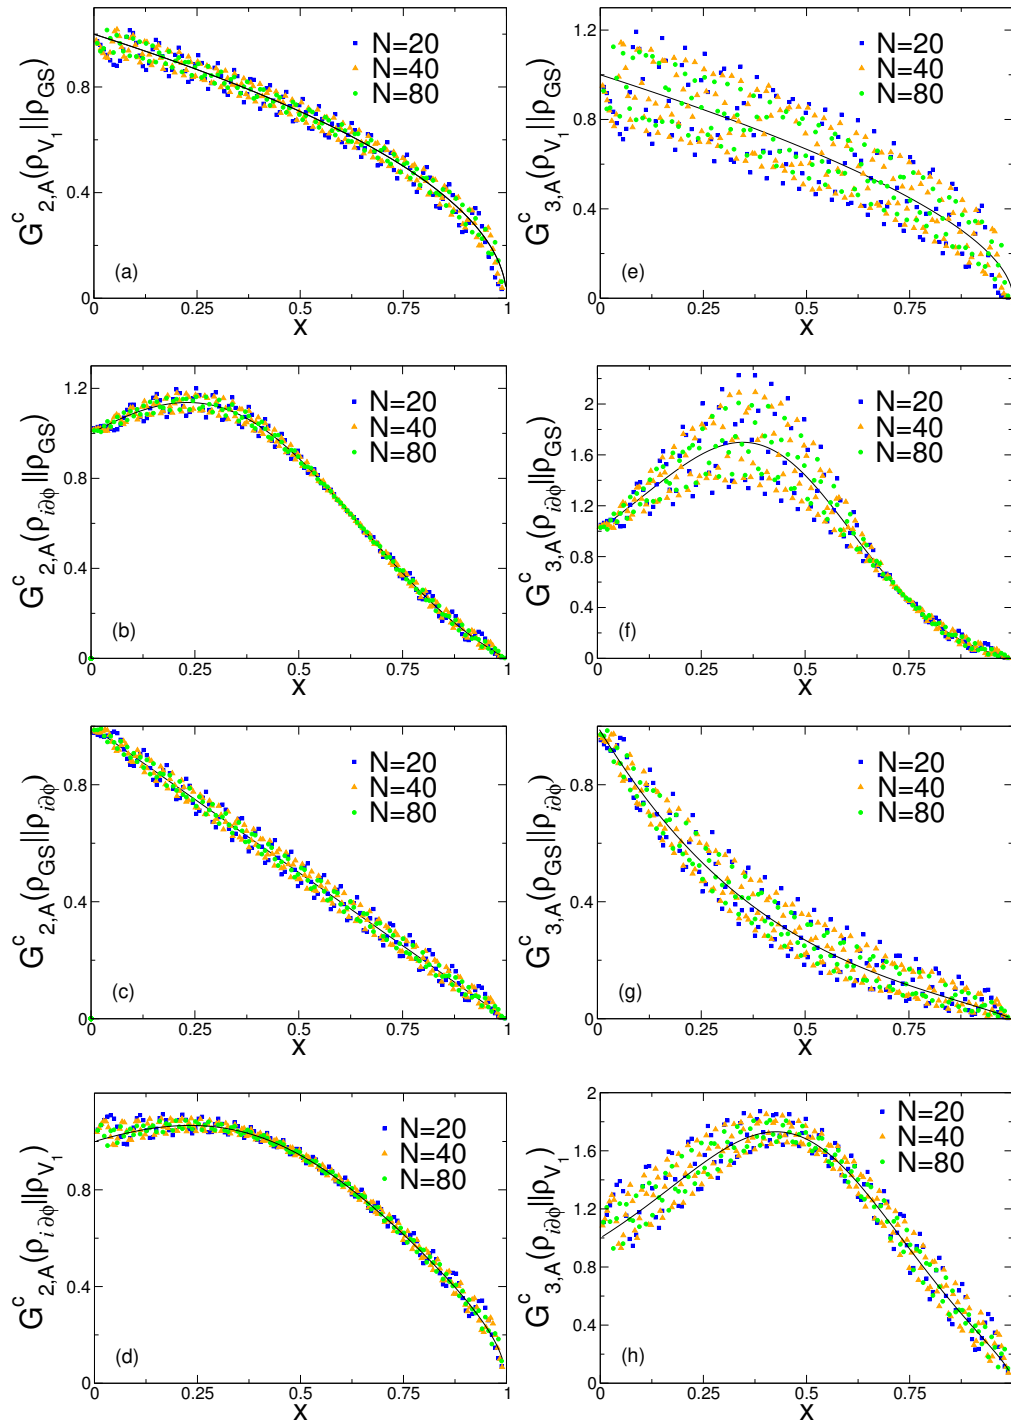 G^c_{2,A}(ρ_{V_1}||ρ_{GS})
0.8
0.4
0
N=20
N=40
N=80
(a)
0 0.25 0.5 0.75 1
x
G^c_{3,A}(ρ_{V_1}||ρ_{GS})
1.2
0.8
0.4
0
N=20
N=40
N=80
(e)
0 0.25 0.5 0.75
x
G^c_{2,A}(ρ_{i∂ϕ}||ρ_{GS})
1.2
0.8
0.4
0
N=20
N=40
N=80
(b)
0 0.25 0.5 0.75 1
x
G^c_{3,A}(ρ_{i∂ϕ}||ρ_{GS})
2
1.6
1.2
0.8
0.4
0
N=20
N=40
N=80
(f)
0 0.25 0.5 0.75
x
G^c_{2,A}(ρ_{GS}||ρ_{i∂ϕ})
0.8
0.4
0
N=20
N=40
N=80
(c)
0 0.25 0.5 0.75 1
x
G^c_{3,A}(ρ_{GS}||ρ_{i∂ϕ})
0.8
0.4
0.2
0
N=20
N=40
N=80
(g)
0 0.25 0.5 0.75
x
G^c_{2,A}(ρ_{i∂ϕ}||ρ_{V_1})
0.8
0.4
0
N=20
N=40
N=80
(d)
0 0.25 0.5 0.75 1
x
G^c_{3,A}(ρ_{i∂ϕ}||ρ_{V_1})
2
1.6
1.2
0.8
0.4
0
N=20
N=40
N=80
(h)
0 0.25 0.5 0.75
x